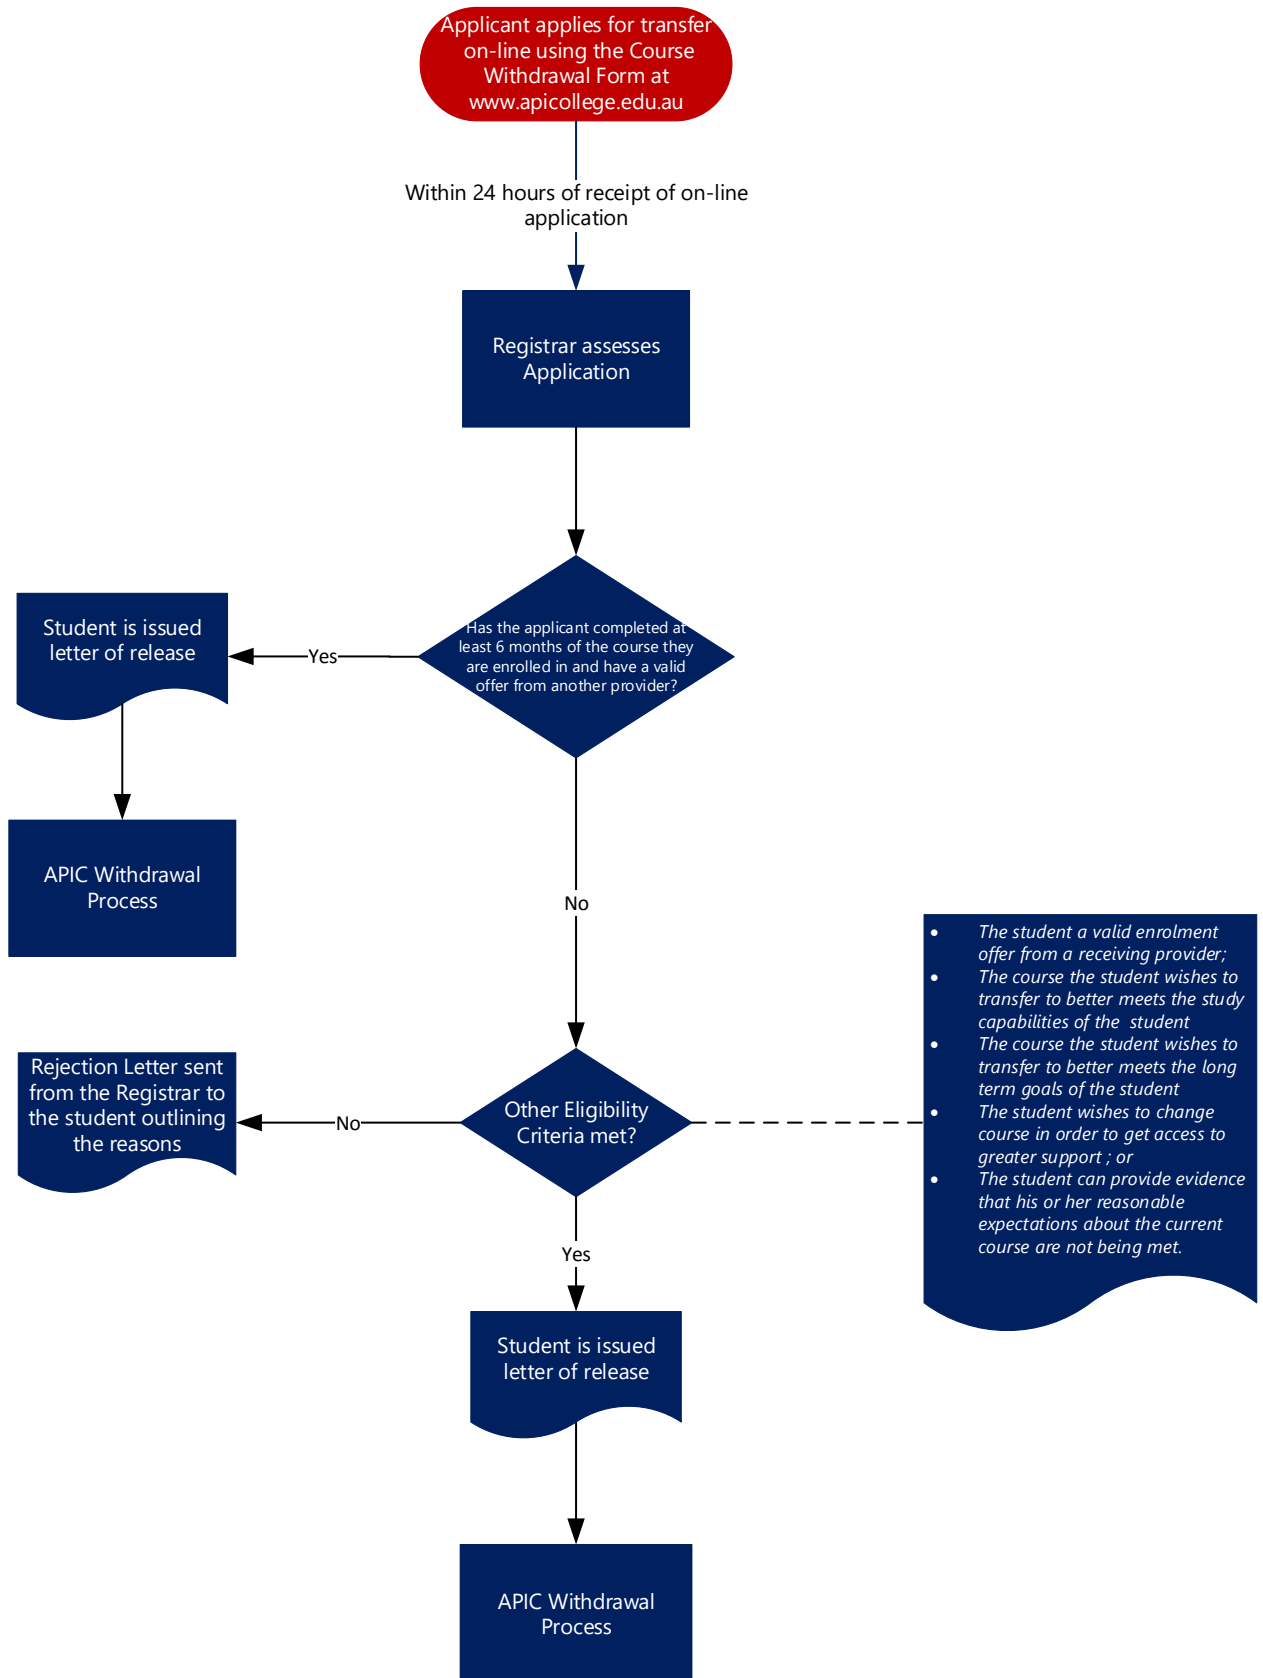 Applicant applies for transfer
on-line using the Course
Withdrawal Form at
www.apicollege.edu.au
Within 24 hours of receipt of on-line
application
Registrar assesses
Application
Has the applicant completed at
least 6 months of the course they
are enrolled in and have a valid
offer from another provider?
Yes
Student is issued
letter of release
APIC Withdrawal
Process
No
Other Eligibility
Criteria met?
No
Rejection Letter sent
from the Registrar to
the student outlining
the reasons
• The student a valid enrolment
offer from a receiving provider;
• The course the student wishes to
transfer to better meets the study
capabilities of the  student
• The course the student wishes to
transfer to better meets the long
term goals of the student
• The student wishes to change
course in order to get access to
greater support ; or
• The student can provide evidence
that his or her reasonable
expectations about the current
course are not being met.
Yes
Student is issued
letter of release
APIC Withdrawal
Process